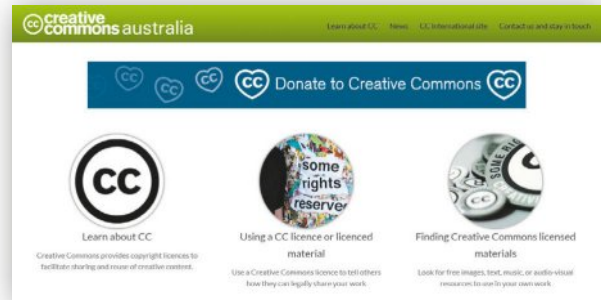 creative
commons australia
Learn about CC News CC International site Contact us and stay in touch
Donate to Creative Commons
Learn about CC
Creative Commons provides copyright licences to
facilitate sharing and reuse of creative content.
some
rights
reserved
Using a CC licence or licenced
material
Use a Creative Commons licence to tell others
how they can legally share your work
SOME RIGH
Finding Creative Commons licensed
materials
Look for free images, text, music, or audio-visual
resources to use in your own work